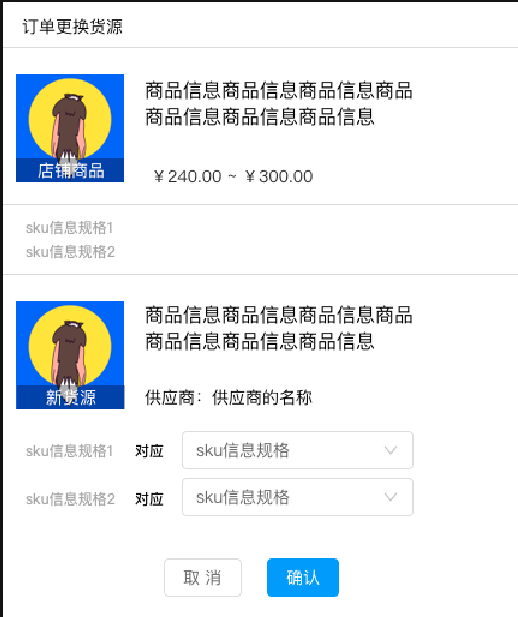 订单更换货源
商品信息商品信息商品信息商品
商品信息商品信息商品信息
店铺商品
￥240.00 ~ ￥300.00
sku信息规格1
sku信息规格2
商品信息商品信息商品信息商品
商品信息商品信息商品信息
新货源
供应商：供应商的名称
sku信息规格1 对应 sku信息规格
sku信息规格2 对应 sku信息规格
取 消 确认